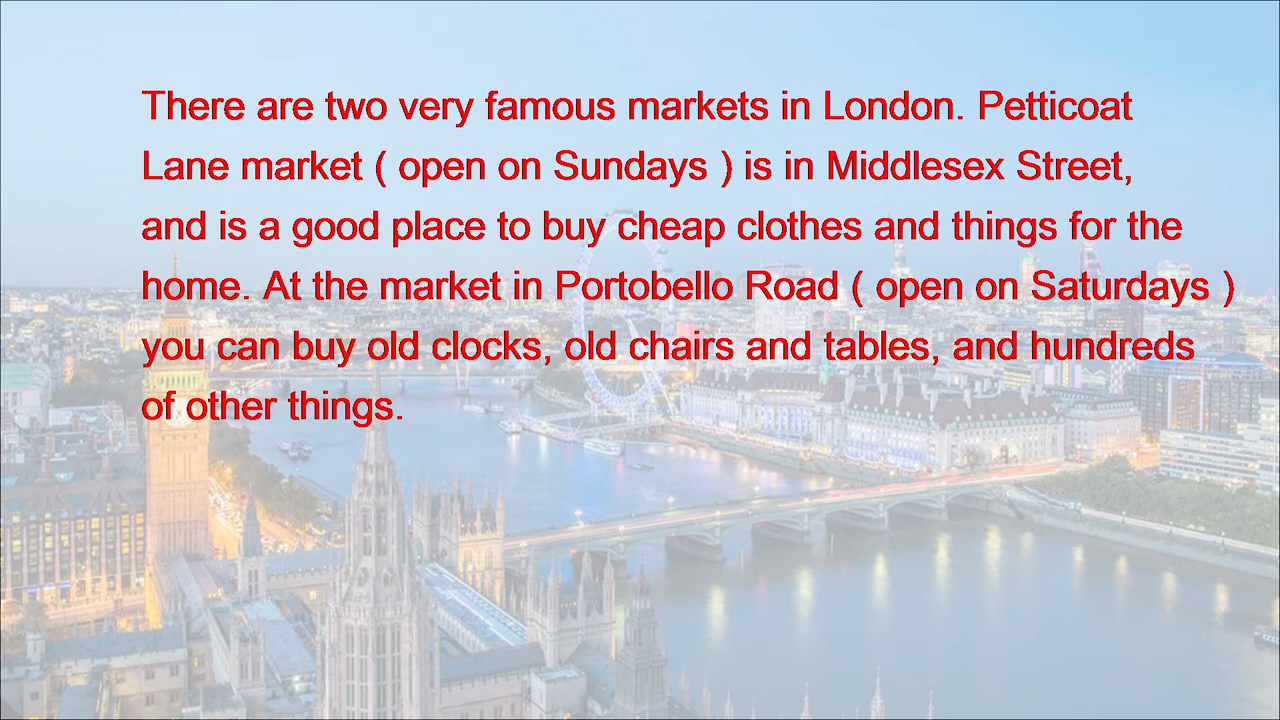 There are two very famous markets in London. Petticoat
Lane market ( open on Sundays ) is in Middlesex Street,
and is a good place to buy cheap clothes and things for the
home. At the market in Portobello Road ( open on Saturdays )
you can buy old clocks, old chairs and tables, and hundreds
of other things.